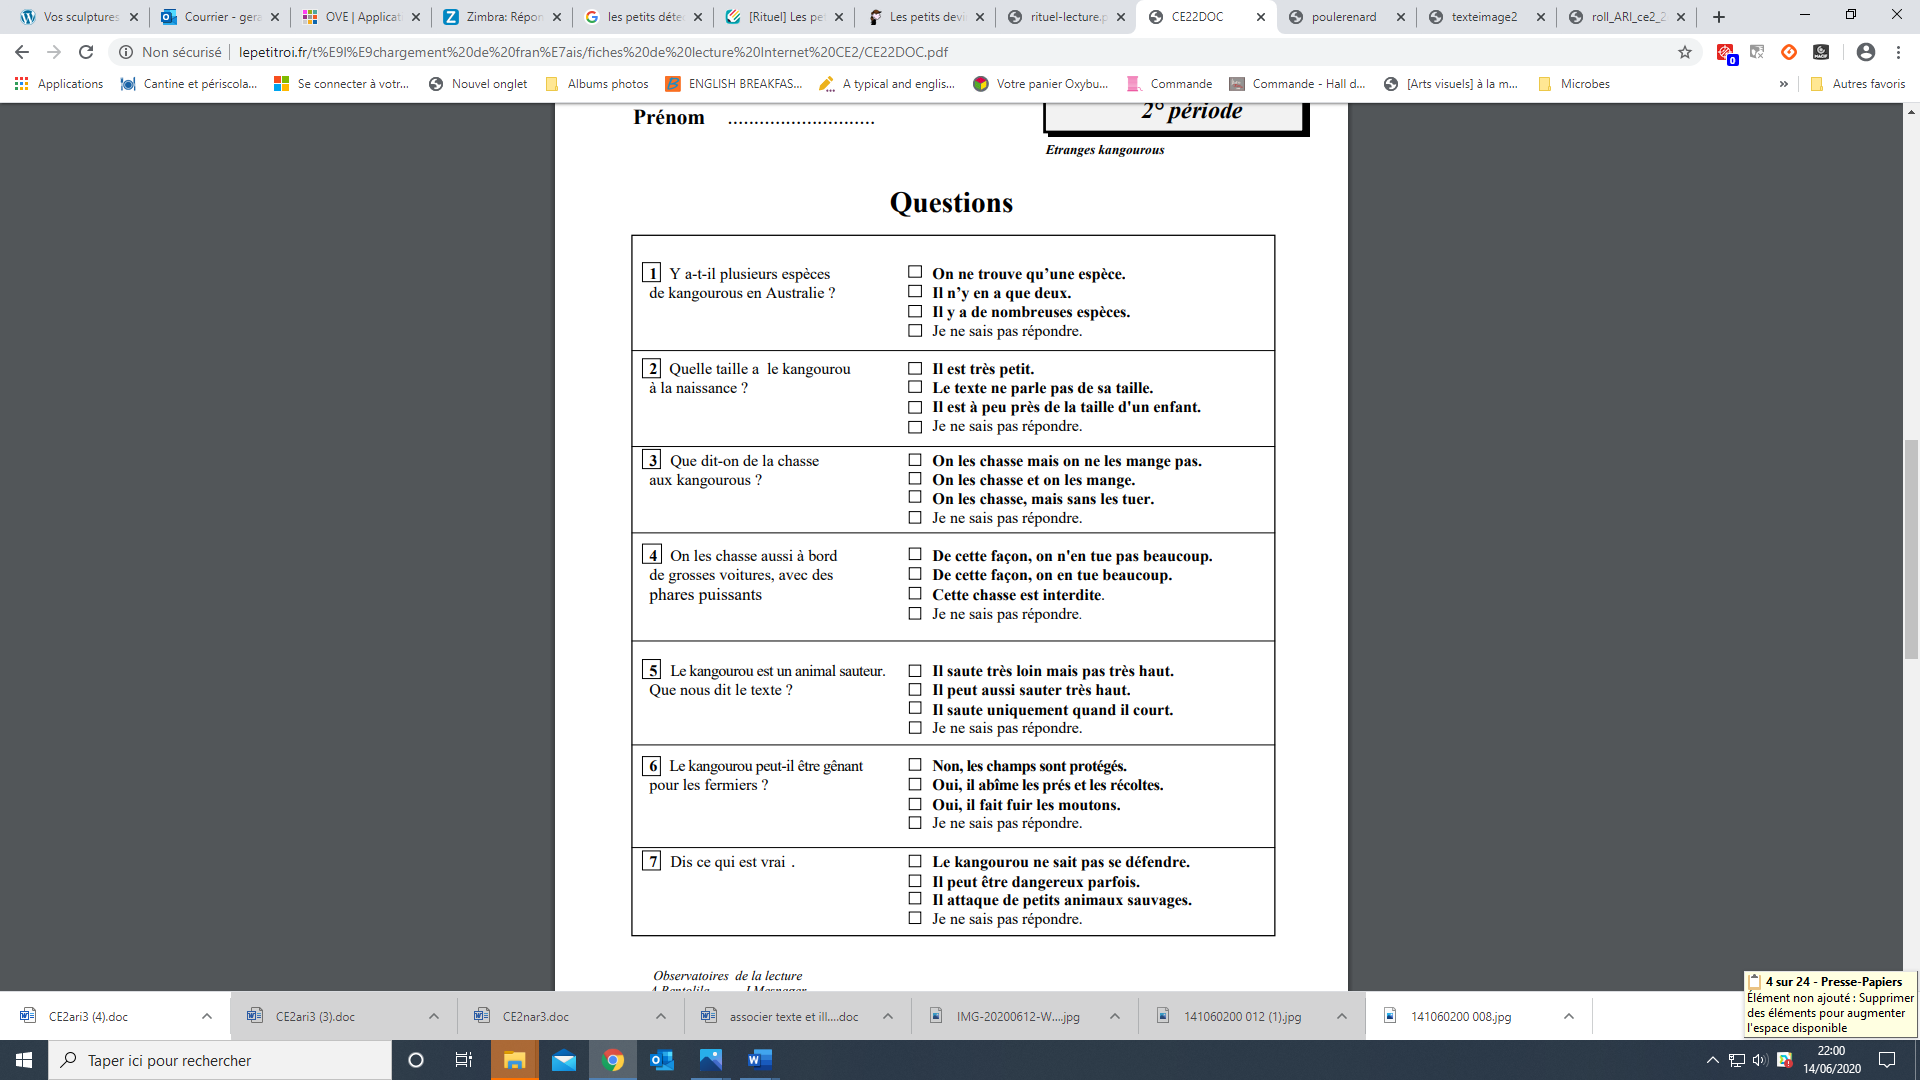 Vos sculptures
Courrier - gera
OVE | Applicat
Zimbra: Répon
les petits déte
[Rituel] Les pe
Les petits devi
rituel-lecture.p
CE22DOC
poulerenard
texteimage2
roll_ARI_ce2_2
Non sécurisé | lepetitroi.fr/t%E9l%E9chargement%20de%20fran%E7ais/fiches%20de%20lecture%20Internet%20CE2/CE22DOC.pdf
0
Applications
Cantine et périscola...
Se connecter à votr...
Nouvel onglet
Albums photos
ENGLISH BREAKFAS...
A typical and englis...
Votre panier Oxybu...
Commande
Commande - Hall d...
[Arts visuels] à la m...
Microbes
»
Autres favoris
Prénom ............................
2° période
Etranges kangourous
Questions
1 Y a-t-il plusieurs espèces
de kangourous en Australie ?
On ne trouve qu’une espèce.
Il n’y en a que deux.
Il y a de nombreuses espèces.
Je ne sais pas répondre.
2 Quelle taille a le kangourou
à la naissance ?
Il est très petit.
Le texte ne parle pas de sa taille.
Il est à peu près de la taille d'un enfant.
Je ne sais pas répondre.
3 Que dit-on de la chasse
aux kangourous ?
On les chasse mais on ne les mange pas.
On les chasse et on les mange.
On les chasse, mais sans les tuer.
Je ne sais pas répondre.
4 On les chasse aussi à bord
de grosses voitures, avec des
phares puissants
De cette façon, on n'en tue pas beaucoup.
De cette façon, on en tue beaucoup.
Cette chasse est interdite.
Je ne sais pas répondre.
5 Le kangourou est un animal sauteur.
Que nous dit le texte ?
Il saute très loin mais pas très haut.
Il peut aussi sauter très haut.
Il saute uniquement quand il court.
Je ne sais pas répondre.
6 Le kangourou peut-il être gênant
pour les fermiers ?
Non, les champs sont protégés.
Oui, il abîme les prés et les récoltes.
Oui, il fait fuir les moutons.
Je ne sais pas répondre.
7 Dis ce qui est vrai .
Le kangourou ne sait pas se défendre.
Il peut être dangereux parfois.
Il attaque de petits animaux sauvages.
Je ne sais pas répondre.
Observatoires de la lecture
A.Bentolila J.Mesnager
4 sur 24 - Presse-Papiers
Élément non ajouté : Supprimer
des éléments pour augmenter
l'espace disponible
CE2ari3 (4).doc
CE2ari3 (3).doc
CE2nar3.doc
associer texte et ill....doc
IMG-20200612-W....jpg
141060200 012 (1).jpg
141060200 008.jpg
Taper ici pour rechercher
22:00
14/06/2020